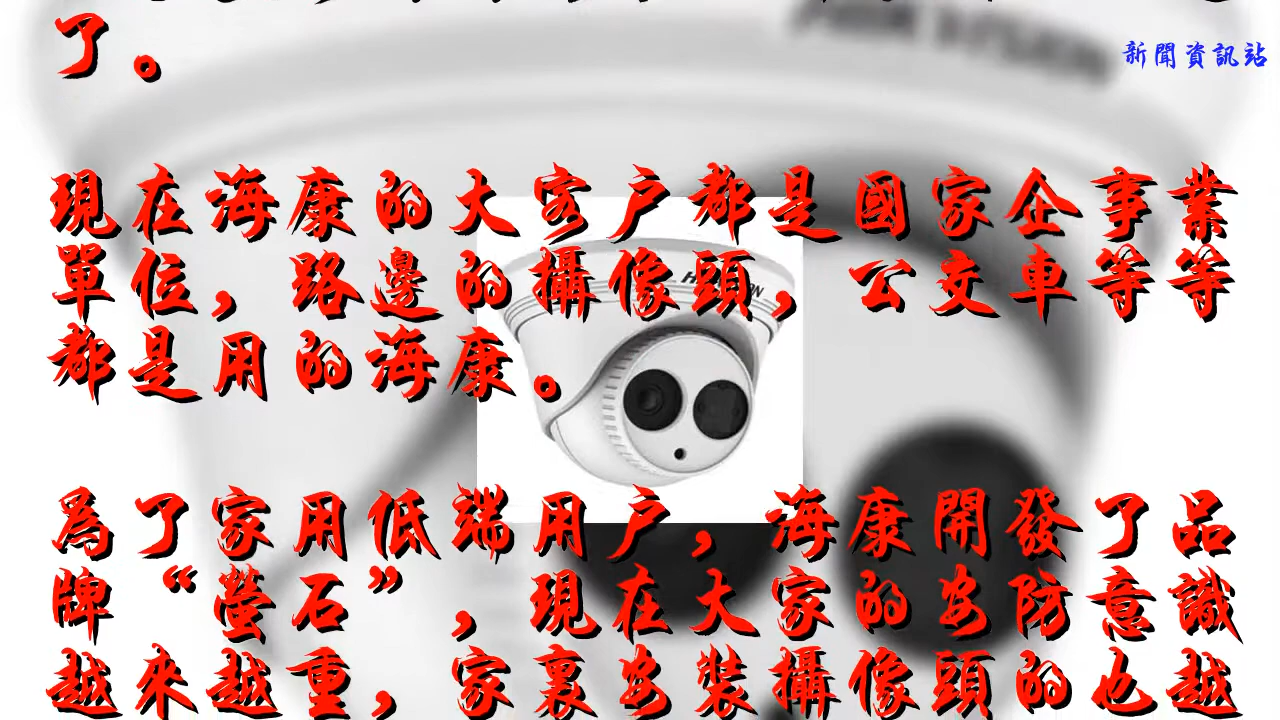 了。
新聞資訊站
現在海康的大客户都是國家企事業
單位，路邊的攝像頭，公交車等等
都是用的海康。
為了家用低端用户，海康開發了品
牌“螢石”，現在大家的安防意識
越來越重，家裏安裝攝像頭的也越